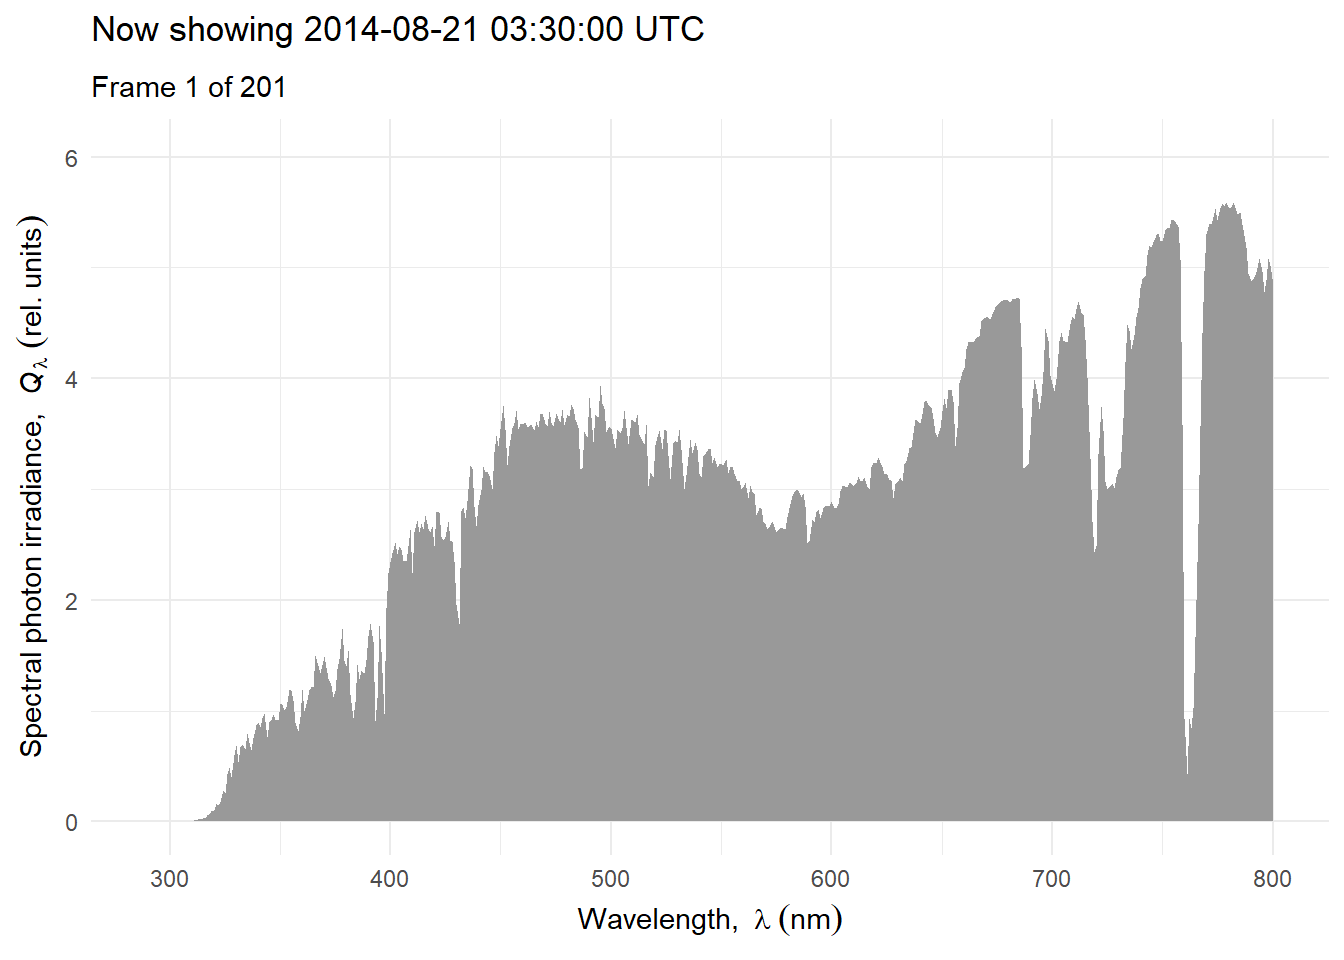 Now showing 2014-08-21 03:30:00 UTC
Frame 1 of 201
Spectral photon irradiance, Qλ (rel. units)
6
4
2
0
300 400 500 600 700 800
Wavelength, λ (nm)